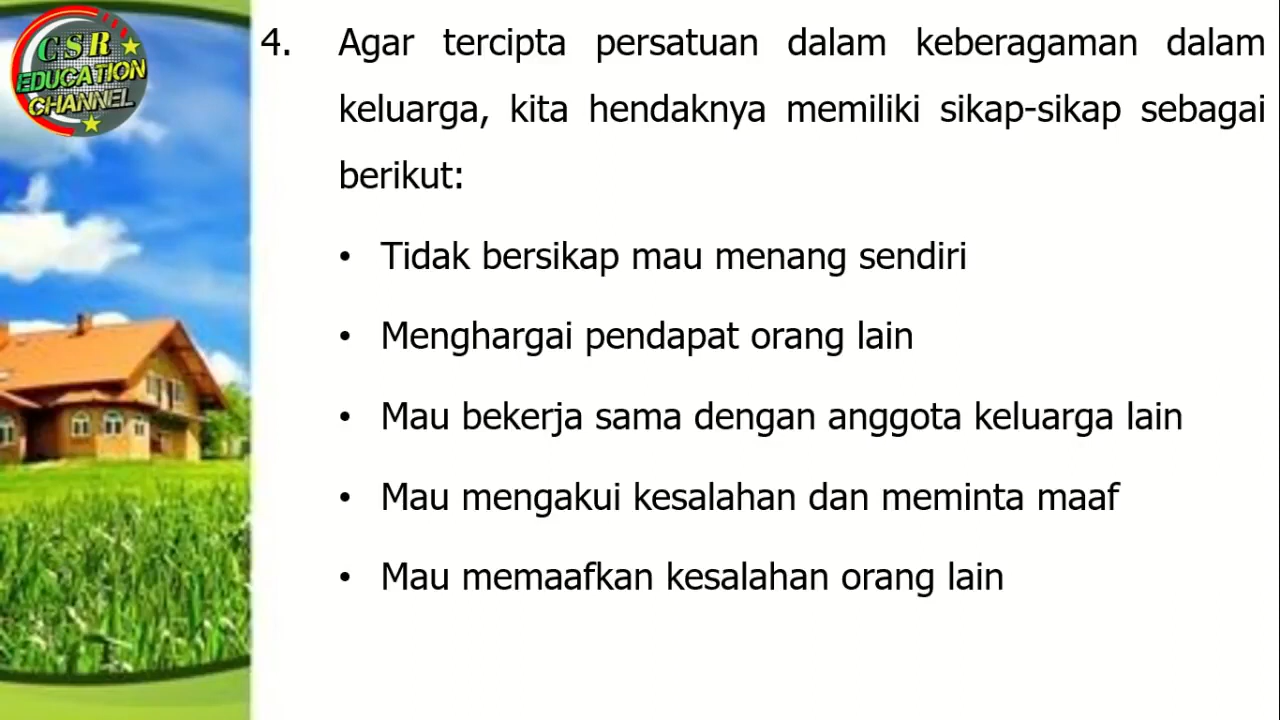 CSR
EDUCATION
CHANNEL
4. Agar tercipta persatuan dalam keberagaman dalam
keluarga, kita hendaknya memiliki sikap-sikap sebagai
berikut:
• Tidak bersikap mau menang sendiri
• Menghargai pendapat orang lain
• Mau bekerja sama dengan anggota keluarga lain
• Mau mengakui kesalahan dan meminta maaf
• Mau memaafkan kesalahan orang lain